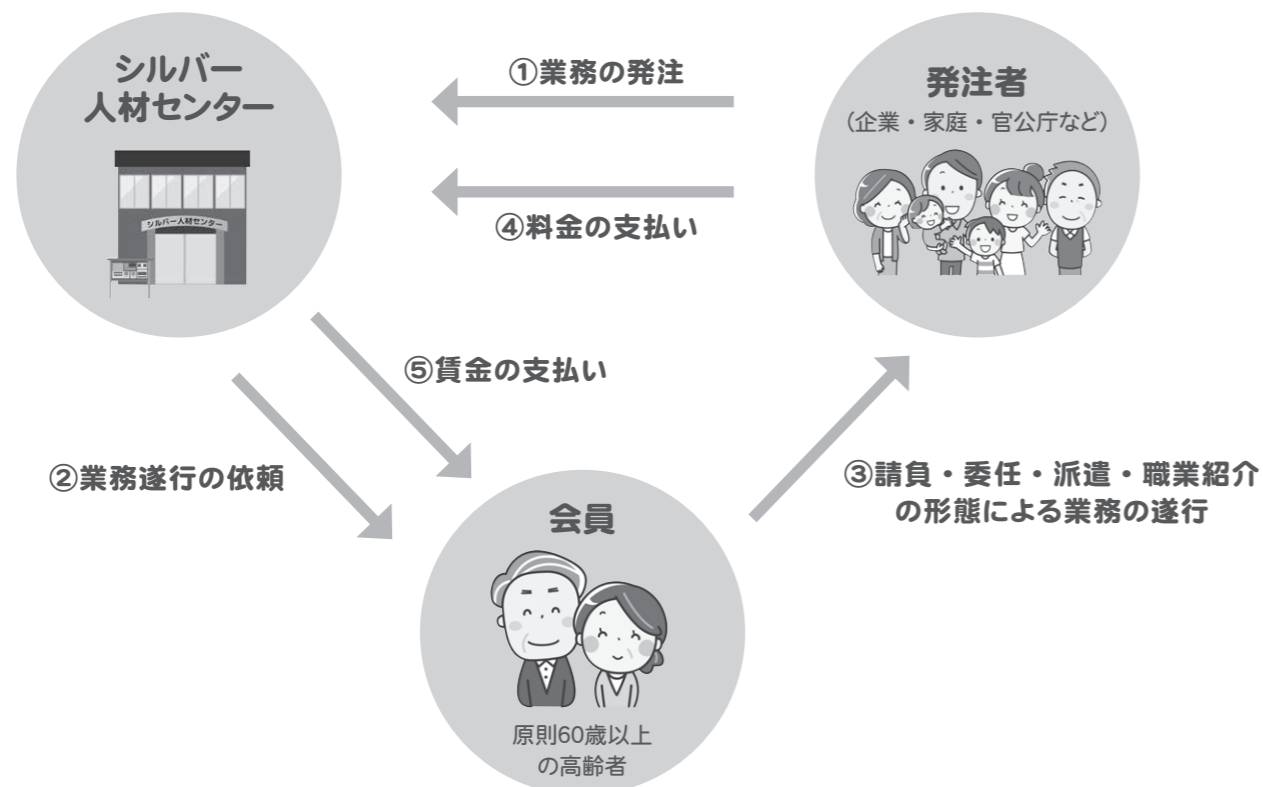 シルバー
人材センター
シルバー人材センター
①業務の発注
発注者
（企業・家庭・官公庁など）
④料金の支払い
⑤賃金の支払い
②業務遂行の依頼
③請負・委任・派遣・職業紹介
の形態による業務の遂行
会員
原則60歳以上
の高齢者